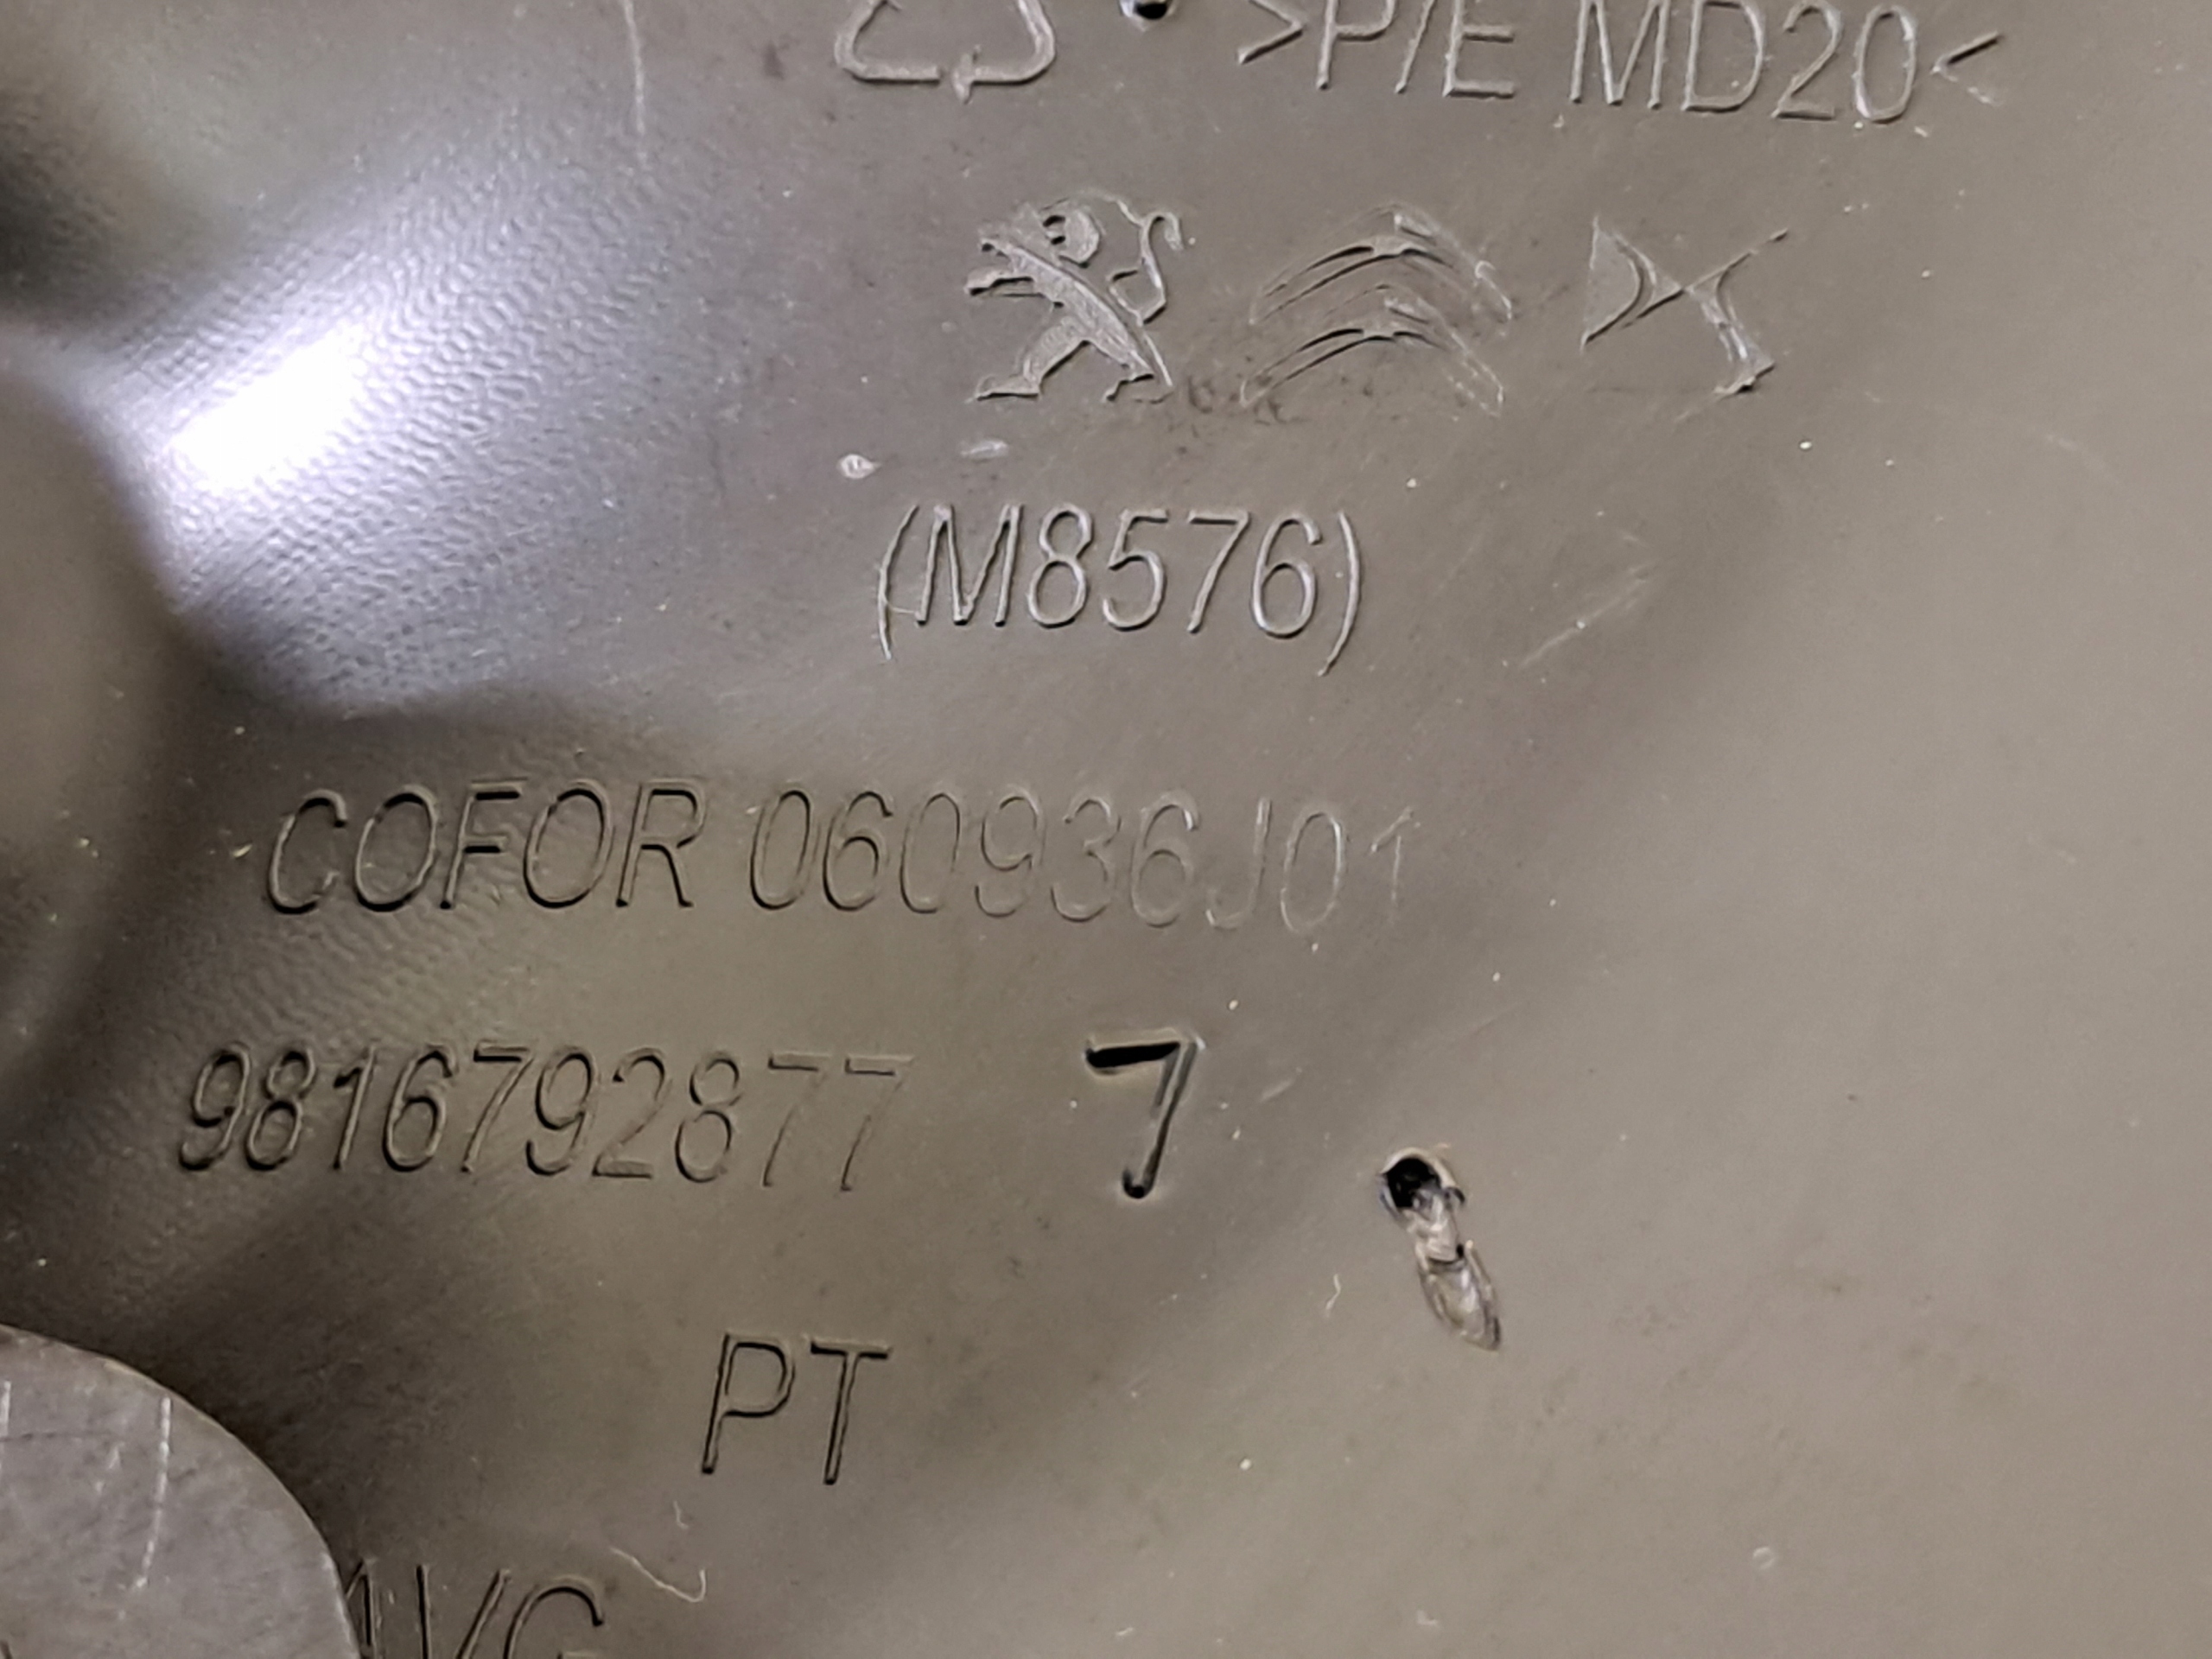 >P/E MD20<
(M8576)
COFOR 060936J01
9816792877 7
PT